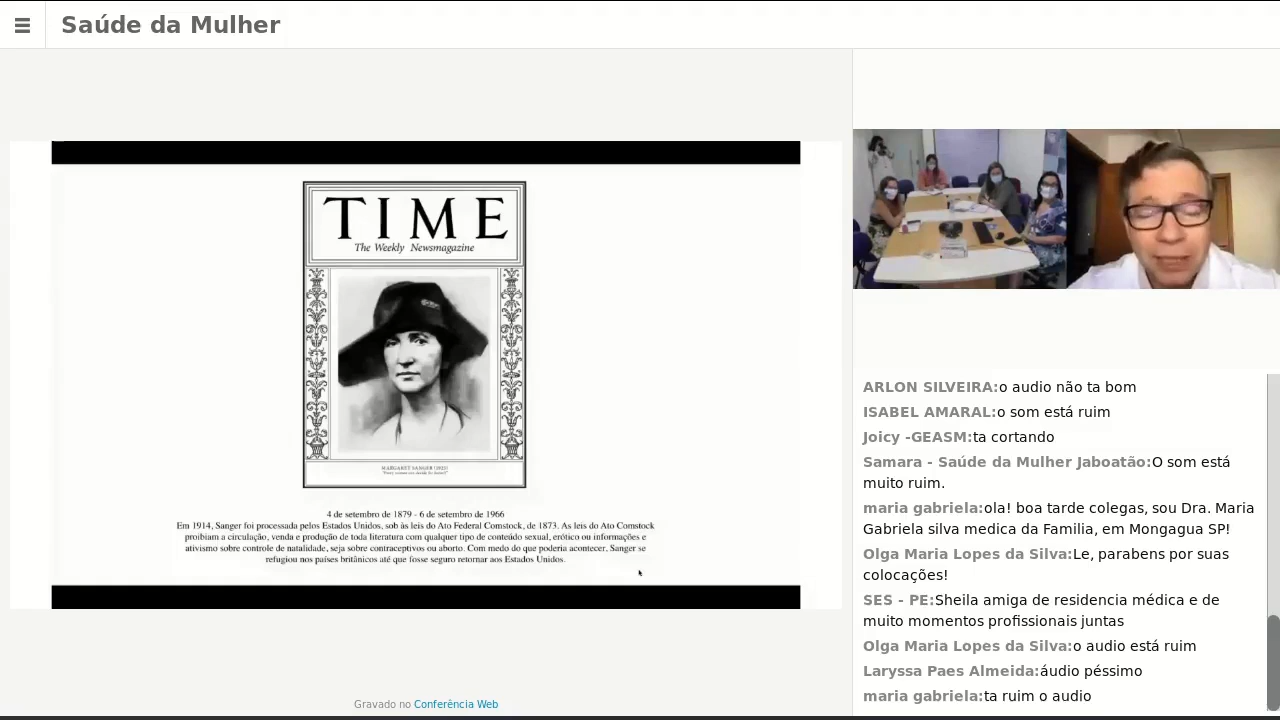 Saúde da Mulher
TIME
The Weekly Newsmagazine
MARGARET SANGER
4 de setembro de 1879 - 6 de setembro de 1966
Em 1914, Sanger foi processada pelos Estados Unidos, sob às leis do Ato Federal Comstock, de 1873. As leis do Ato Comstock
proibiam a circulação, venda e produção de toda literatura com qualquer tipo de conteúdo sexual, erótico ou informações e
ativismo sobre controle de natalidade, seja sobre contraceptivos ou aborto. Com medo do que poderia acontecer, Sanger se
refugiou nos países britânicos até que fosse seguro retornar aos Estados Unidos.
Gravado no Conferência Web
ARLON SILVEIRA:o audio não ta bom
ISABEL AMARAL:o som está ruim
Joicy -GEASM:ta cortando
Samara - Saúde da Mulher Jaboatão:O som está
muito ruim.
maria gabriela:ola! boa tarde colegas, sou Dra. Maria
Gabriela silva medica da Familia, em Mongagua SP!
Olga Maria Lopes da Silva:Le, parabens por suas
colocações!
SES - PE:Sheila amiga de residencia médica e de
muito momentos profissionais juntas
Olga Maria Lopes da Silva:o audio está ruim
Laryssa Paes Almeida:áudio péssimo
maria gabriela:ta ruim o audio